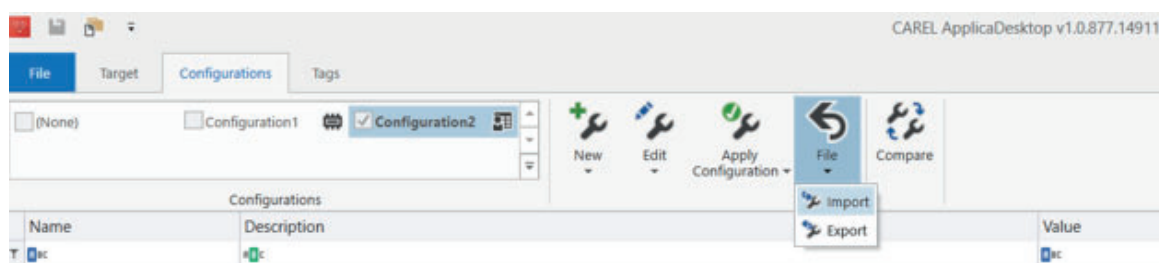 CAREL ApplicaDesktop v1.0.877.14911
File Target Configurations Tags
(None) Configuration1 Configuration2
New Edit Apply Configuration File Compare
Configurations
Import
Export
Name Description Value